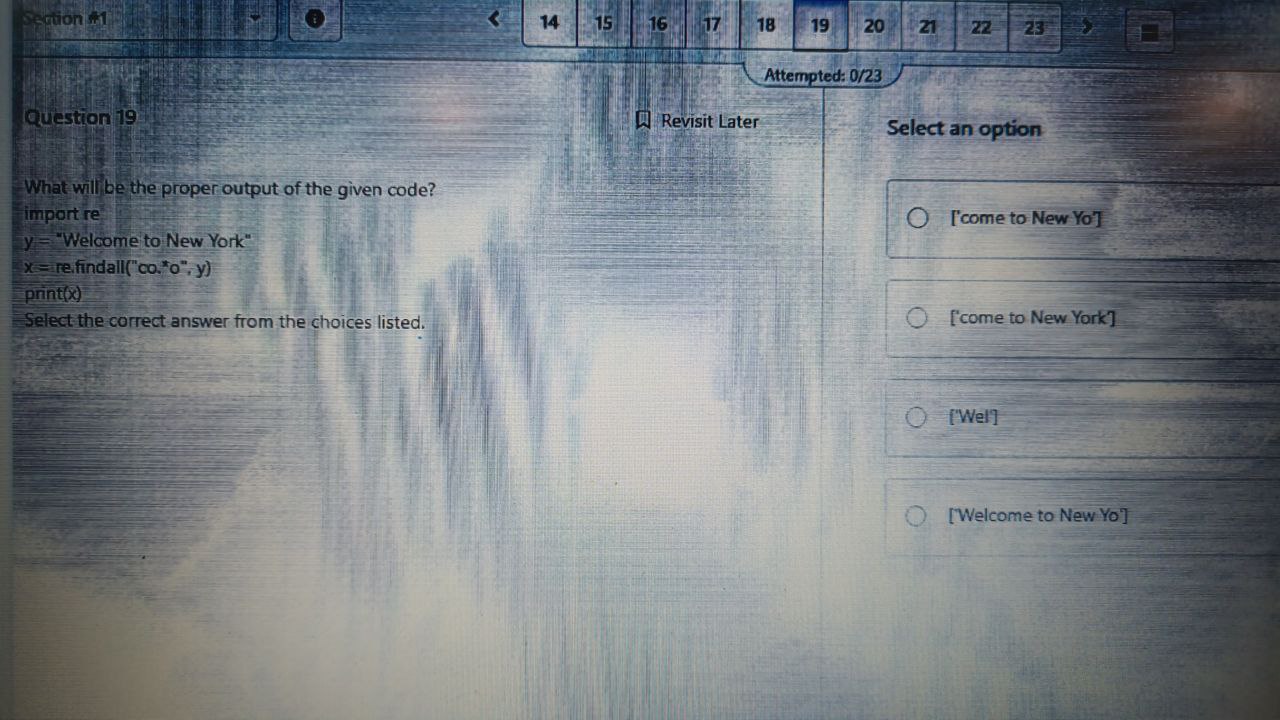 Section #1
14 15 16 17 18 19 20 21 22 23
Attempted: 0/23
Question 19
Revisit Later
What will be the proper output of the given code?
import re
y = "Welcome to New York"
x = re.findall("co.*o", y)
print(x)
Select the correct answer from the choices listed.
Select an option
['come to New Yo']
['come to New York']
['Wel']
['Welcome to New Yo']